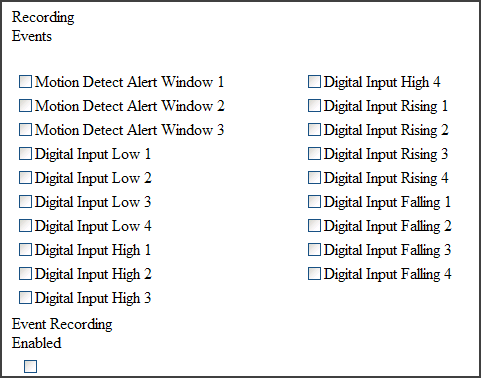 Recording
Events
Motion Detect Alert Window 1
Motion Detect Alert Window 2
Motion Detect Alert Window 3
Digital Input Low 1
Digital Input Low 2
Digital Input Low 3
Digital Input Low 4
Digital Input High 1
Digital Input High 2
Digital Input High 3
Digital Input High 4
Digital Input Rising 1
Digital Input Rising 2
Digital Input Rising 3
Digital Input Rising 4
Digital Input Falling 1
Digital Input Falling 2
Digital Input Falling 3
Digital Input Falling 4
Event Recording
Enabled